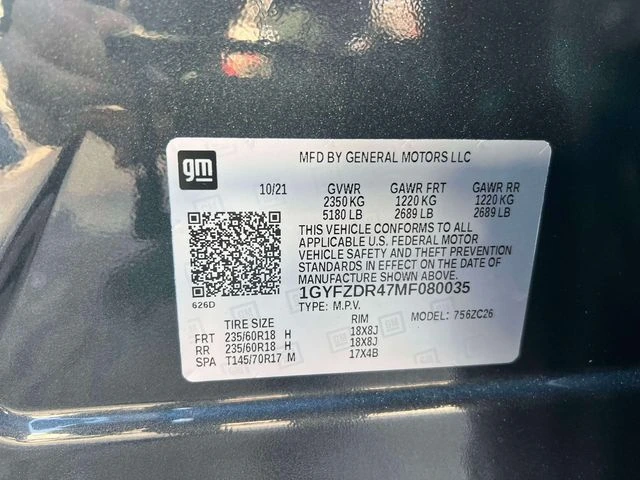 gm
MFD BY GENERAL MOTORS LLC
10/21 GVWR GAWR FRT GAWR RR
2350 KG 1220 KG 1220 KG
5180 LB 2689 LB 2689 LB
THIS VEHICLE CONFORMS TO ALL
APPLICABLE U.S. FEDERAL MOTOR
VEHICLE SAFETY AND THEFT PREVENTION
STANDARDS IN EFFECT ON THE DATE OF
MANUFACTURE SHOWN ABOVE.
1GYFZDR47MF080035
626D TYPE: M.P.V. MODEL: 756ZC26
TIRE SIZE RIM
FRT 235/60R18 H 18X8J
RR 235/60R18 H 18X8J
SPA T145/70R17 M 17X4B